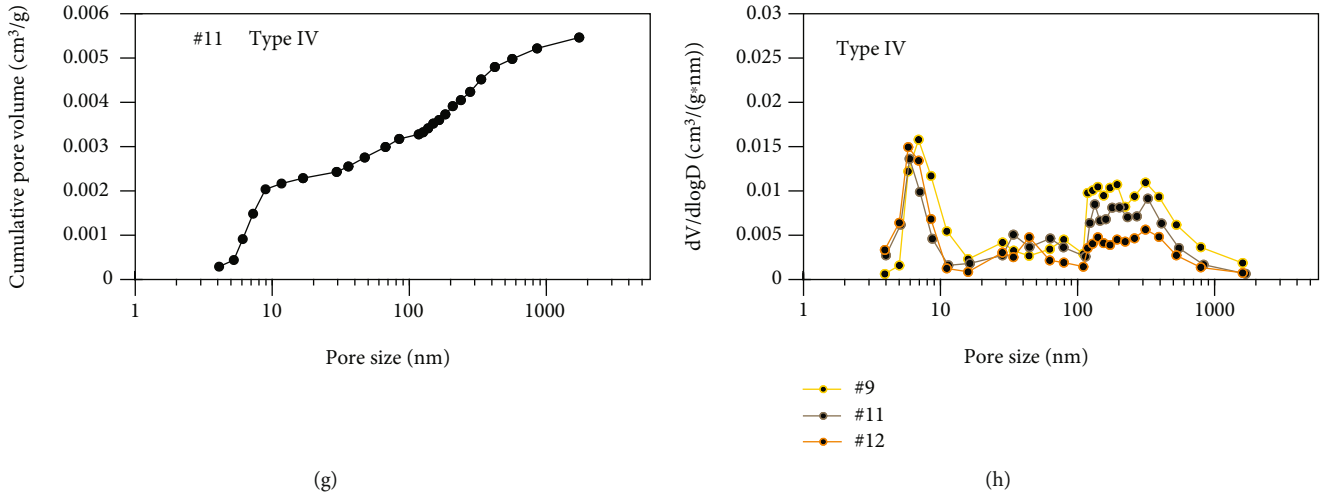 #11 Type IV
Cumulative pore volume (cm³/g)
0.006
0.005
0.004
0.003
0.002
0.001
0
1 10 100 1000
Pore size (nm)
(g)
Type IV
dV/dlogD (cm³/(g*nm))
0.03
0.025
0.02
0.015
0.01
0.005
0
1 10 100 1000
Pore size (nm)
#9
#11
#12
(h)